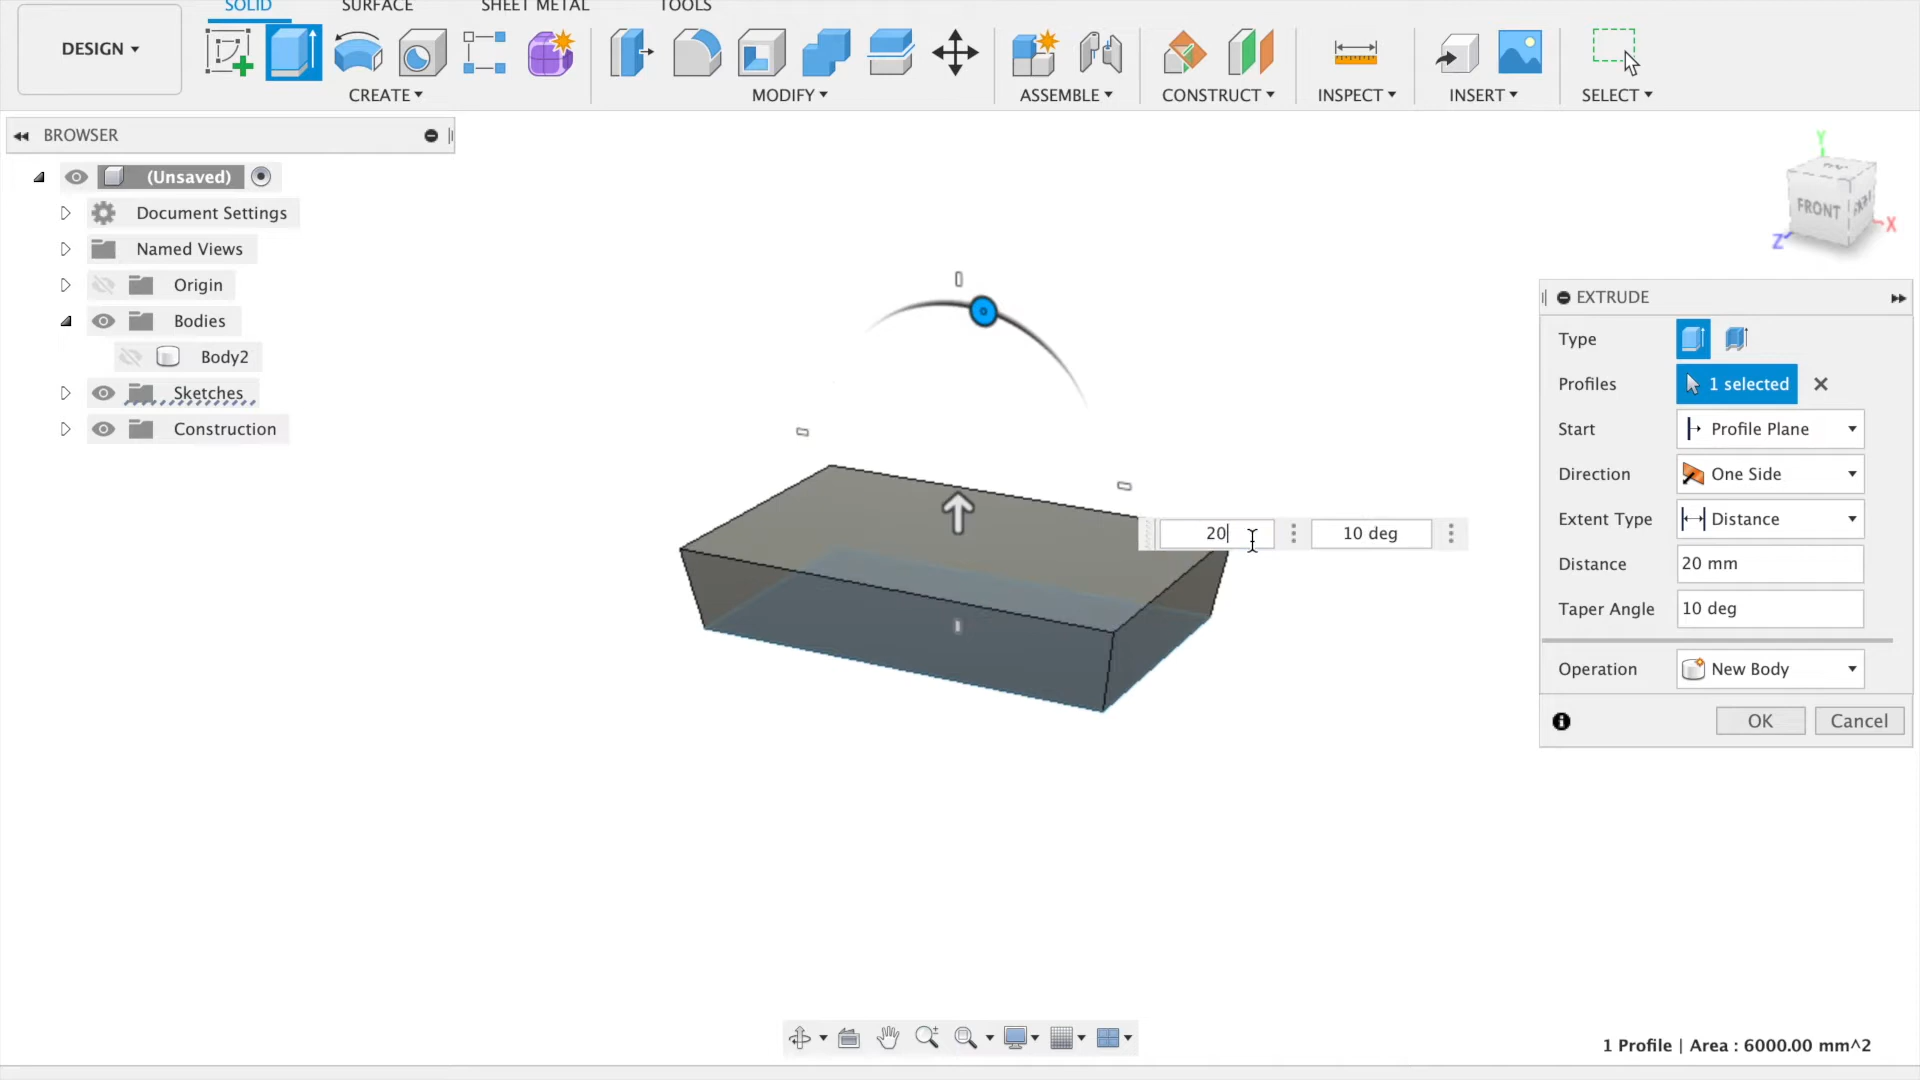 SOLID SURFACE SHEET METAL TOOLS
DESIGN
CREATE MODIFY ASSEMBLE CONSTRUCT INSPECT INSERT SELECT
BROWSER
(Unsaved)
Document Settings
Named Views
Origin
Bodies
Body2
Sketches
Construction
Y
FRONT
X
Z
20 10 deg
EXTRUDE
Type
Profiles 1 selected
Start Profile Plane
Direction One Side
Extent Type Distance
Distance 20 mm
Taper Angle 10 deg
Operation New Body
OK Cancel
1 Profile | Area : 6000.00 mm^2